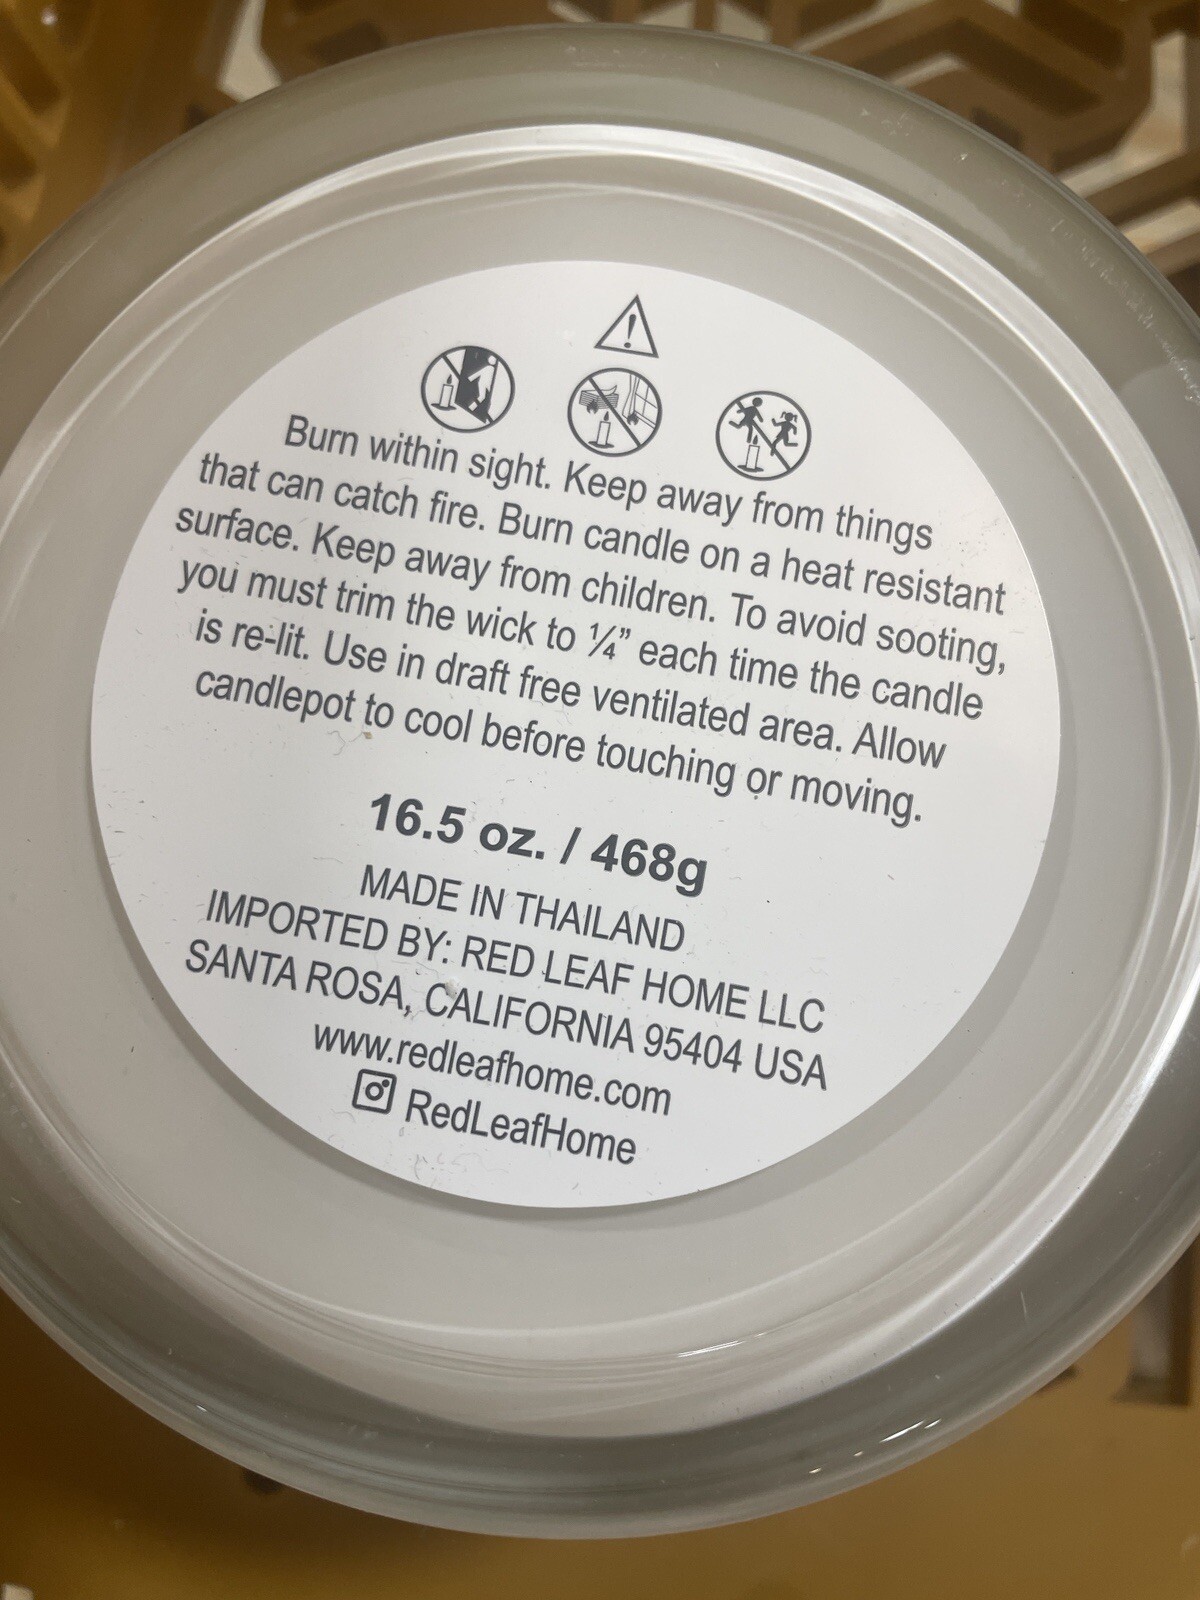 Burn within sight. Keep away from things
that can catch fire. Burn candle on a heat resistant
surface. Keep away from children. To avoid sooting,
you must trim the wick to ¼” each time the candle
is re-lit. Use in draft free ventilated area. Allow
candlepot to cool before touching or moving.
16.5 oz. / 468g
MADE IN THAILAND
IMPORTED BY: RED LEAF HOME LLC
SANTA ROSA, CALIFORNIA 95404 USA
www.redleafhome.com
RedLeafHome